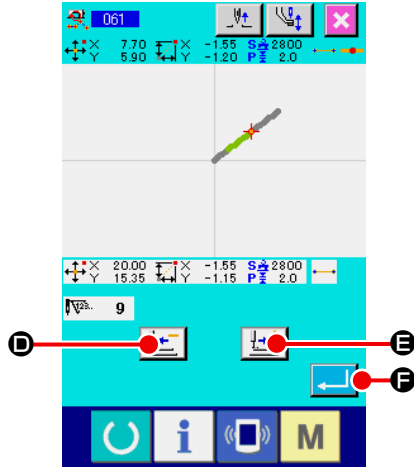 061
X 7.70 X -1.55 S 2800
Y 5.90 Y -1.20 P 2.0
X 20.00 X -1.55 S 2800
Y 15.35 Y -1.15 P 2.0
123.. 9
D E
F
i M